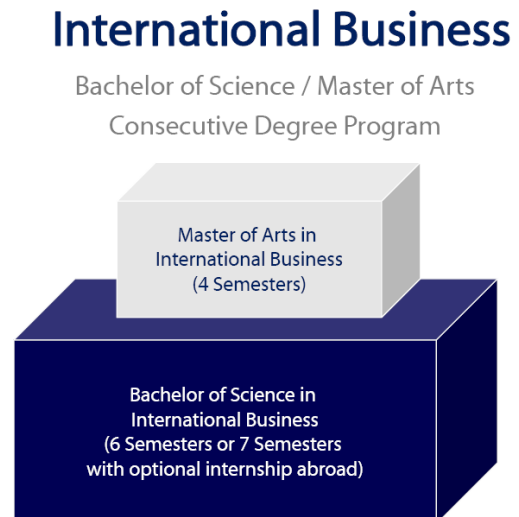 International Business
Bachelor of Science / Master of Arts
Consecutive Degree Program
Master of Arts in
International Business
(4 Semesters)
Bachelor of Science in
International Business
(6 Semesters or 7 Semesters
with optional internship abroad)